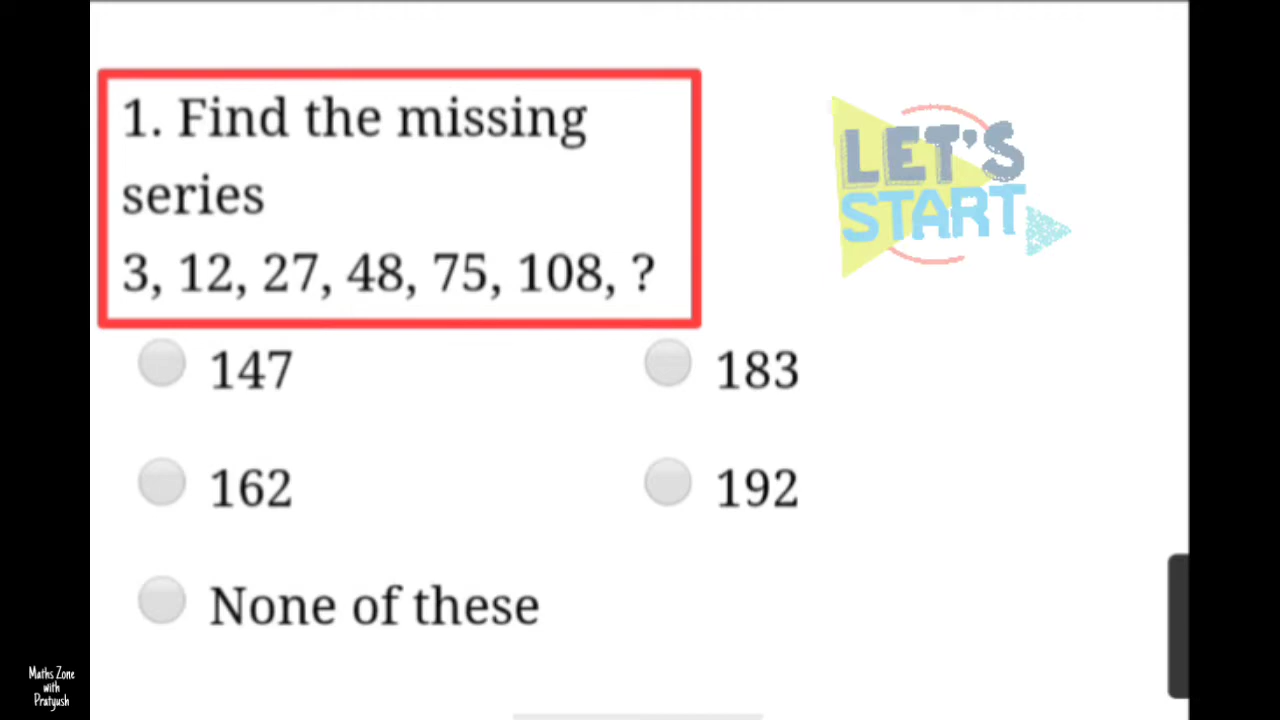 1. Find the missing
series
3, 12, 27, 48, 75, 108, ?
LET'S
START
147
183
162
192
None of these
Maths Zone
with
Pratyush